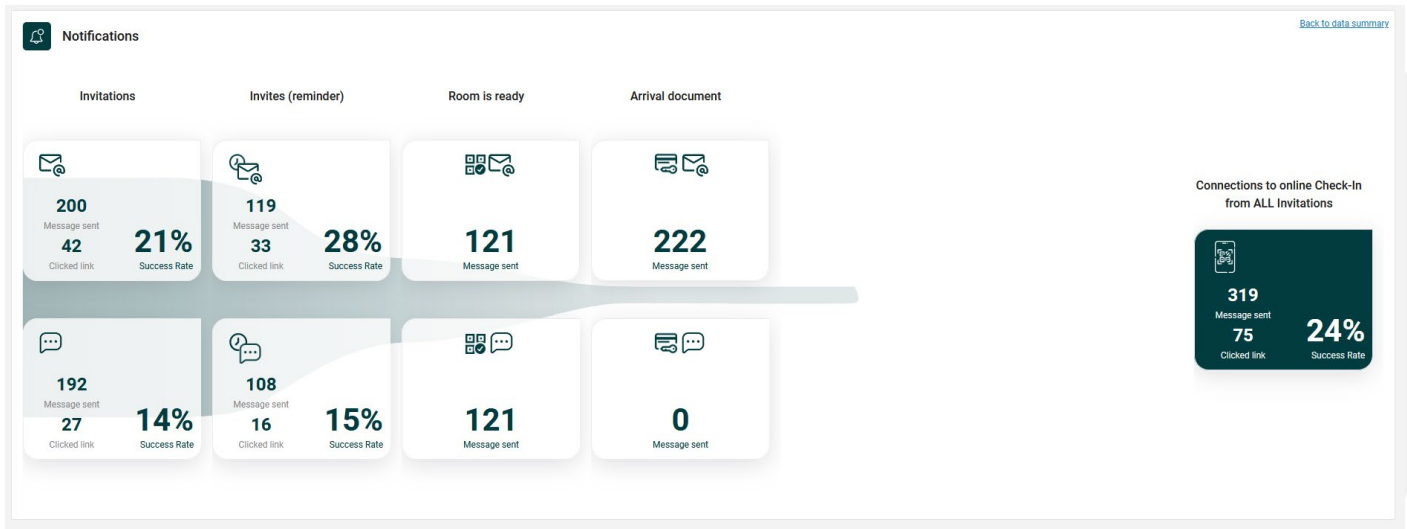 Back to data summary
Notifications
Invitations
Invites (reminder)
Room is ready
Arrival document
200
Message sent
42
Clicked link
21%
Success Rate
119
Message sent
33
Clicked link
28%
Success Rate
121
Message sent
222
Message sent
Connections to online Check-In
from ALL Invitations
319
Message sent
75
Clicked link
24%
Success Rate
192
Message sent
27
Clicked link
14%
Success Rate
108
Message sent
16
Clicked link
15%
Success Rate
121
Message sent
0
Message sent